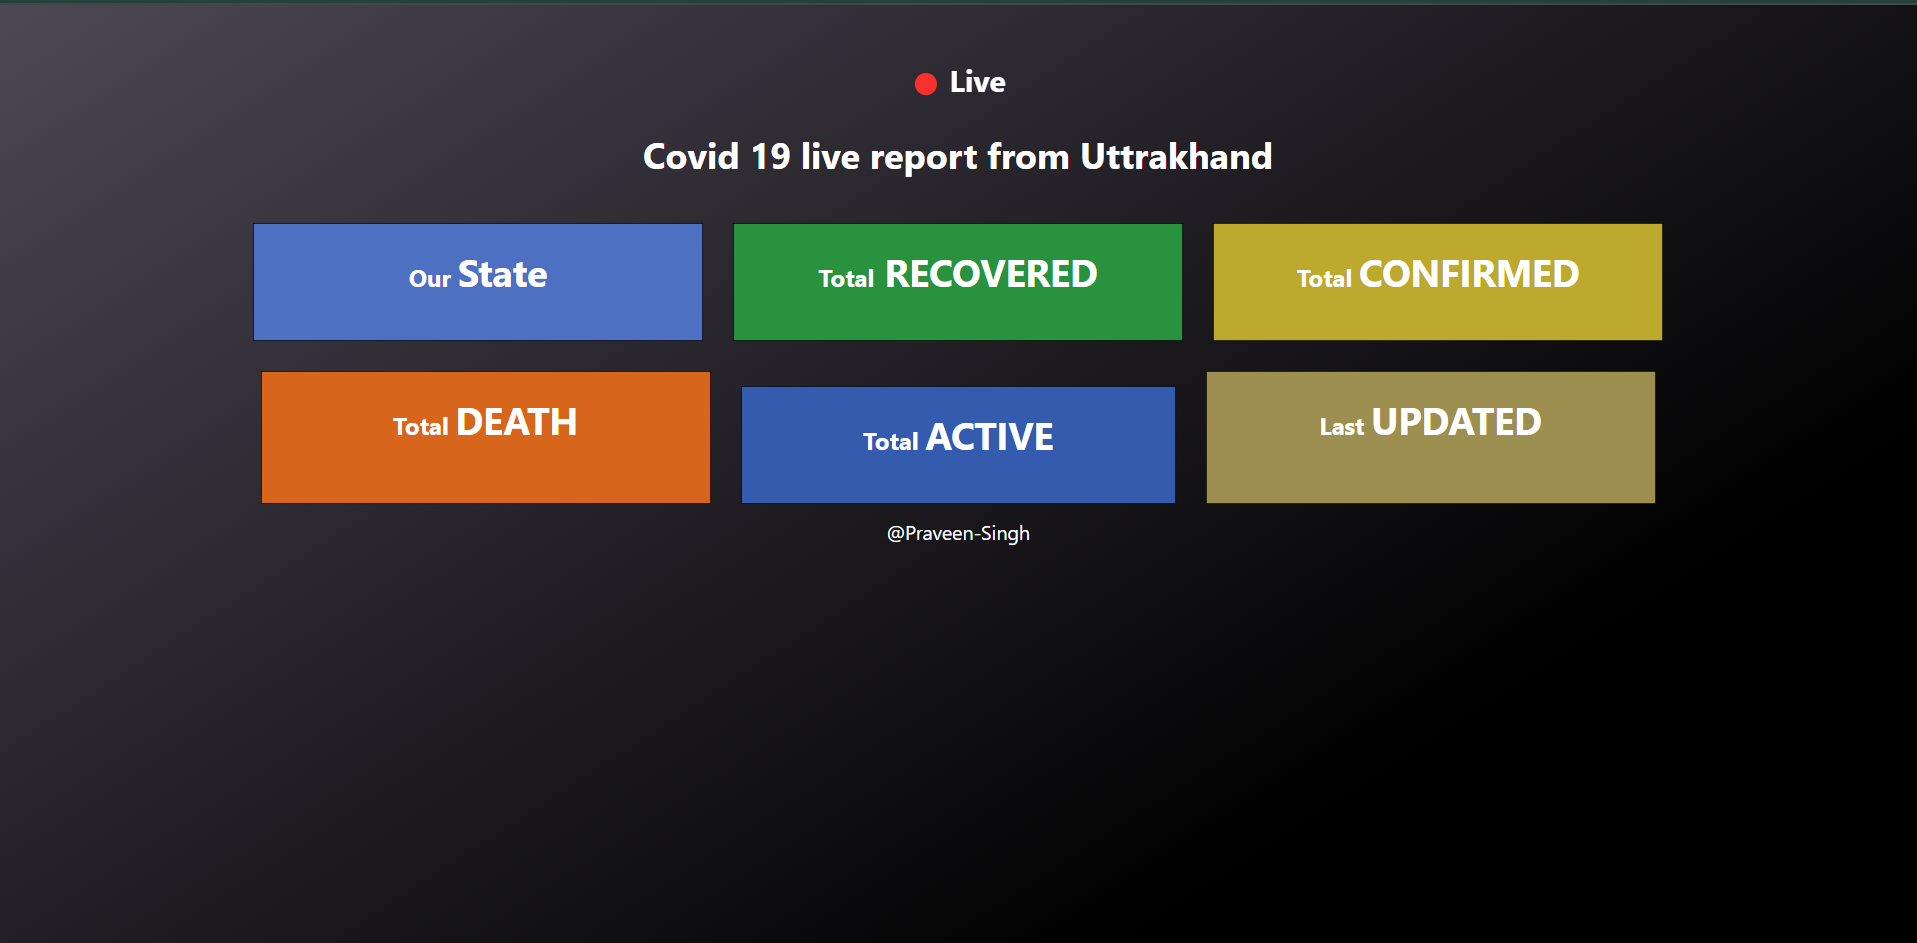 Live
Covid 19 live report from Uttrakhand
Our State
Total RECOVERED
Total CONFIRMED
Total DEATH
Total ACTIVE
Last UPDATED
@Praveen-Singh